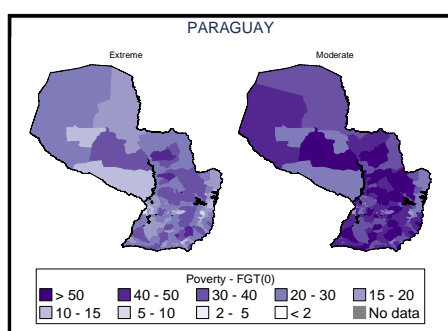 PARAGUAY
Extreme Moderate
Poverty - FGT(0)
> 50 40 - 50 30 - 40 20 - 30 15 - 20
10 - 15 5 - 10 2 - 5 < 2 No data